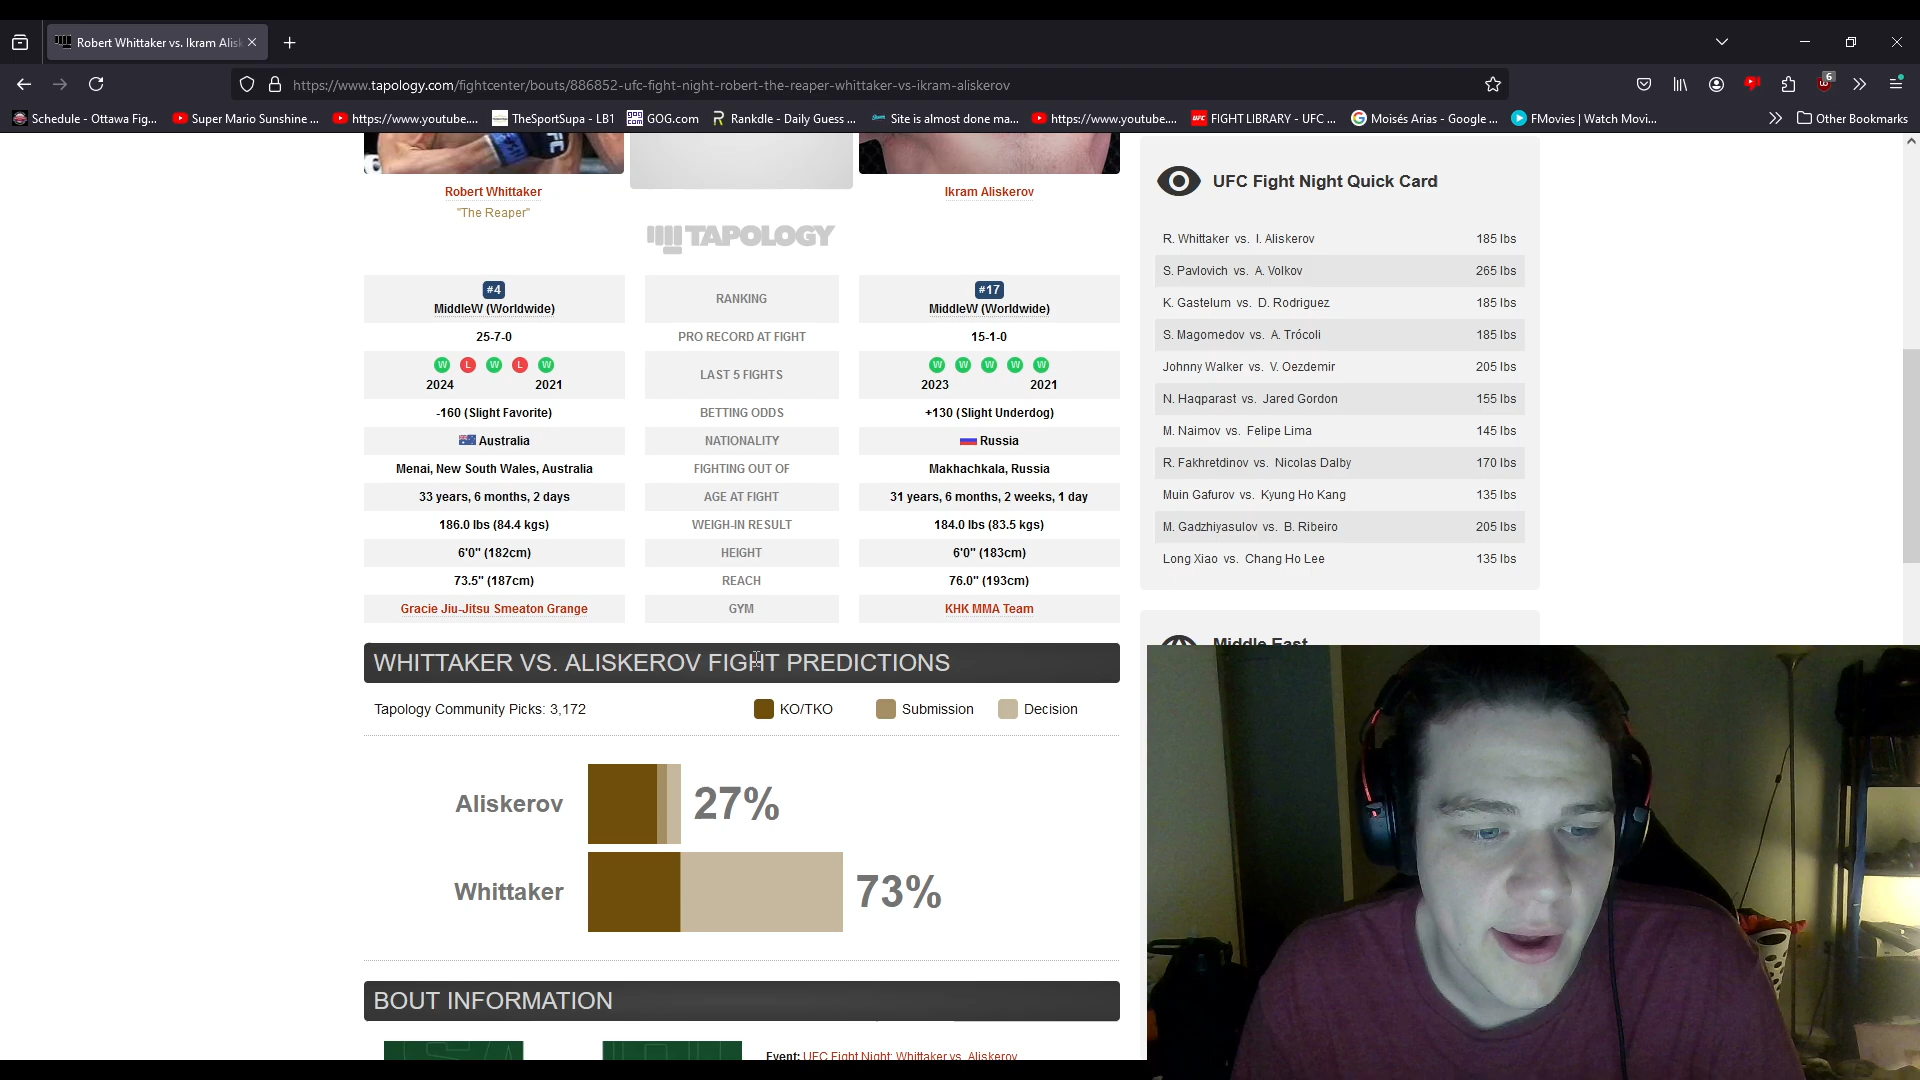 Robert Whittaker vs. Ikram Alisk
https://www.tapology.com/fightcenter/bouts/886852-ufc-fight-night-robert-the-reaper-whittaker-vs-ikram-aliskerov
6
Schedule - Ottawa Fig...
Super Mario Sunshine ...
https://www.youtube....
TheSportSupa - LB1
GOG.com
Rankdle - Daily Guess ...
Site is almost done ma...
https://www.youtube....
FIGHT LIBRARY - UFC ...
Moisés Arias - Google ...
FMovies | Watch Movi...
Other Bookmarks
Robert Whittaker
"The Reaper"
Ikram Aliskerov
TAPOLOGY
#4
MiddleW (Worldwide)
RANKING
#17
MiddleW (Worldwide)
25-7-0 PRO RECORD AT FIGHT 15-1-0
W L W L W
2024 2021
LAST 5 FIGHTS
W W W W W
2023 2021
-160 (Slight Favorite) BETTING ODDS +130 (Slight Underdog)
Australia NATIONALITY Russia
Menai, New South Wales, Australia FIGHTING OUT OF Makhachkala, Russia
33 years, 6 months, 2 days AGE AT FIGHT 31 years, 6 months, 2 weeks, 1 day
186.0 lbs (84.4 kgs) WEIGH-IN RESULT 184.0 lbs (83.5 kgs)
6'0" (182cm) HEIGHT 6'0" (183cm)
73.5" (187cm) REACH 76.0" (193cm)
Gracie Jiu-Jitsu Smeaton Grange GYM KHK MMA Team
WHITTAKER VS. ALISKEROV FIGHT PREDICTIONS
Tapology Community Picks: 3,172 KO/TKO Submission Decision
Aliskerov 27%
Whittaker 73%
BOUT INFORMATION
Event: UFC Fight Night: Whittaker vs. Aliskerov
UFC Fight Night Quick Card
R. Whittaker vs. I. Aliskerov 185 lbs
S. Pavlovich vs. A. Volkov 265 lbs
K. Gastelum vs. D. Rodriguez 185 lbs
S. Magomedov vs. A. Trócoli 185 lbs
Johnny Walker vs. V. Oezdemir 205 lbs
N. Haqparast vs. Jared Gordon 155 lbs
M. Naimov vs. Felipe Lima 145 lbs
R. Fakhretdinov vs. Nicolas Dalby 170 lbs
Muin Gafurov vs. Kyung Ho Kang 135 lbs
M. Gadzhiyasulov vs. B. Ribeiro 205 lbs
Long Xiao vs. Chang Ho Lee 135 lbs
Middle East